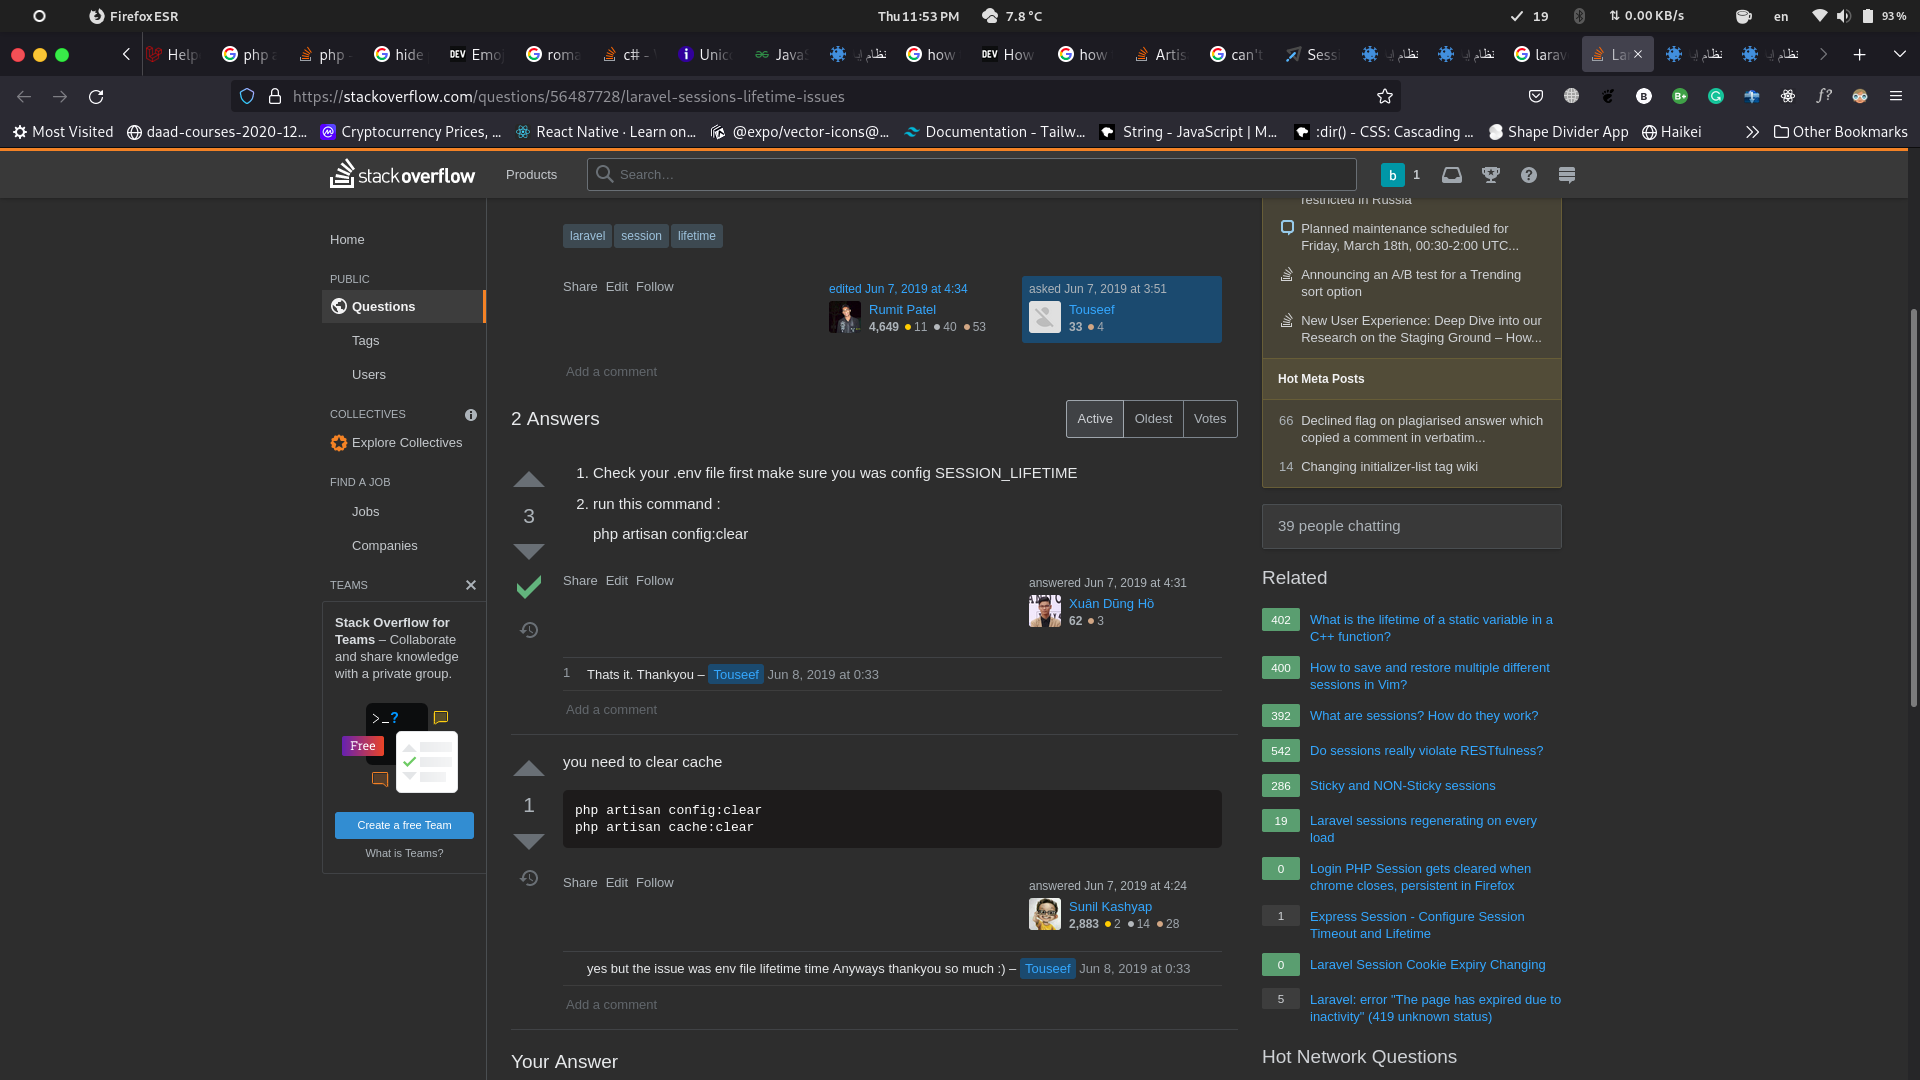 Firefox ESR
Thu 11:53 PM
7.8 °C
19
0.00 KB/s
en
93 %
Help
php a
php -
hide
DEV Emoj
roma
c# -
Unic
JavaS
نظام
how
DEV How
how
Artis
can't
Sessi
نظام
نظام
larav
La
نظام
نظام
https://stackoverflow.com/questions/56487728/laravel-sessions-lifetime-issues
Most Visited
daad-courses-2020-12...
Cryptocurrency Prices, ...
React Native · Learn on...
@expo/vector-icons@...
Documentation - Tailw...
String - JavaScript | M...
:dir() - CSS: Cascading ...
Shape Divider App
Haikei
Other Bookmarks
stackoverflow
Products
Search…
b
1
Home
PUBLIC
Questions
Tags
Users
COLLECTIVES
Explore Collectives
FIND A JOB
Jobs
Companies
TEAMS
Stack Overflow for
Teams – Collaborate
and share knowledge
with a private group.
>_?
Free
Create a free Team
What is Teams?
laravel session lifetime
Share Edit Follow
edited Jun 7, 2019 at 4:34
Rumit Patel
4,649 11 40 53
asked Jun 7, 2019 at 3:51
Touseef
33 4
Add a comment
2 Answers
Active Oldest Votes
3
1. Check your .env file first make sure you was config SESSION_LIFETIME
2. run this command :
php artisan config:clear
Share Edit Follow
answered Jun 7, 2019 at 4:31
Xuân Dũng Hồ
62 3
1 Thats it. Thankyou – Touseef Jun 8, 2019 at 0:33
Add a comment
1
you need to clear cache
php artisan config:clear
php artisan cache:clear
Share Edit Follow
answered Jun 7, 2019 at 4:24
Sunil Kashyap
2,883 2 14 28
yes but the issue was env file lifetime time Anyways thankyou so much :) – Touseef Jun 8, 2019 at 0:33
Add a comment
Your Answer
restricted in Russia
Planned maintenance scheduled for
Friday, March 18th, 00:30-2:00 UTC...
Announcing an A/B test for a Trending
sort option
New User Experience: Deep Dive into our
Research on the Staging Ground – How...
Hot Meta Posts
66 Declined flag on plagiarised answer which
copied a comment in verbatim...
14 Changing initializer-list tag wiki
39 people chatting
Related
402 What is the lifetime of a static variable in a
C++ function?
400 How to save and restore multiple different
sessions in Vim?
392 What are sessions? How do they work?
542 Do sessions really violate RESTfulness?
286 Sticky and NON-Sticky sessions
19 Laravel sessions regenerating on every
load
0 Login PHP Session gets cleared when
chrome closes, persistent in Firefox
1 Express Session - Configure Session
Timeout and Lifetime
0 Laravel Session Cookie Expiry Changing
5 Laravel: error "The page has expired due to
inactivity" (419 unknown status)
Hot Network Questions